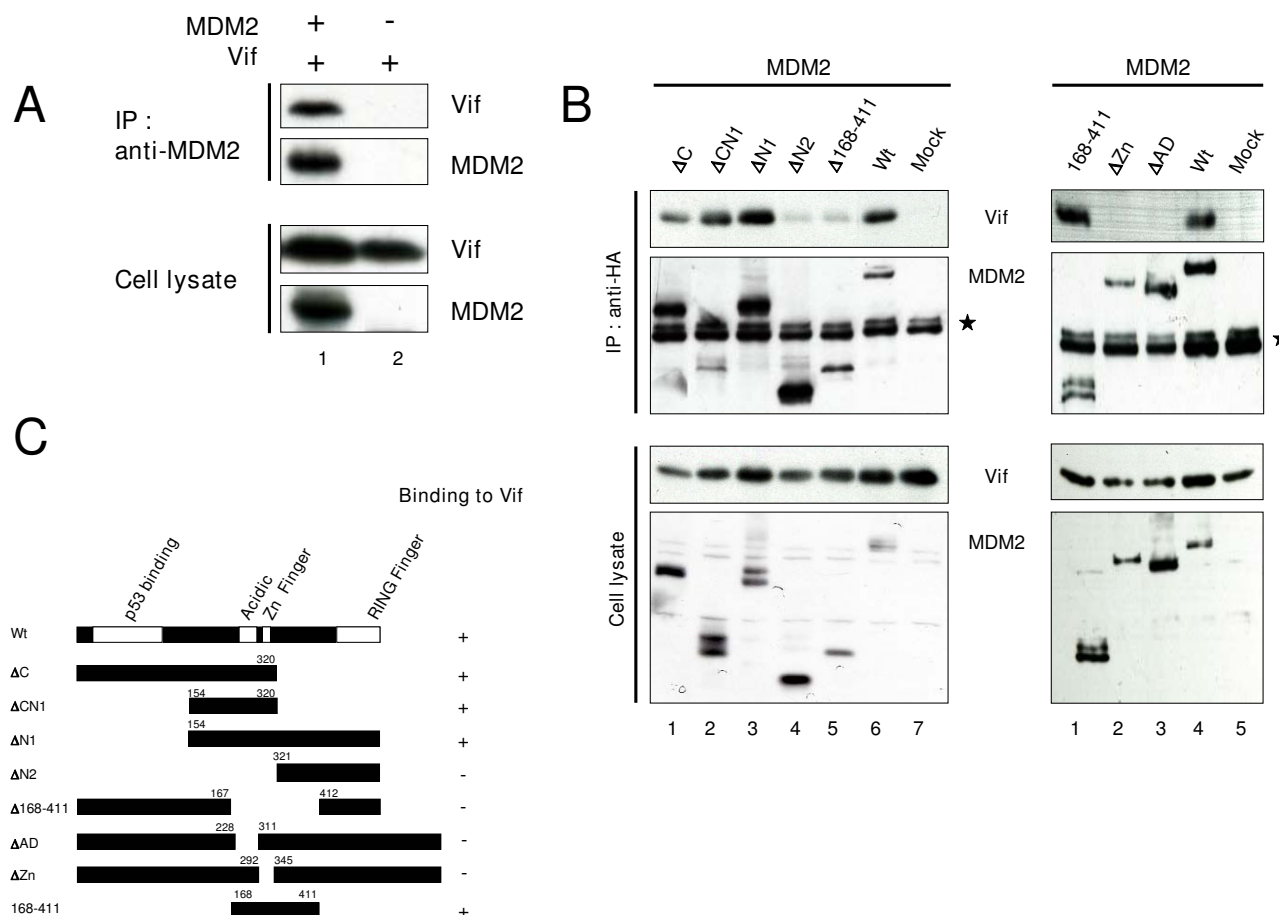 A
MDM2 + -
Vif + +
IP :
anti-MDM2
Vif
MDM2
Cell lysate
Vif
MDM2
1 2
B
MDM2
ΔC ΔCN1 ΔN1 ΔN2 Δ168-411 Wt Mock
MDM2
168-411 ΔZn ΔAD Wt Mock
IP : anti-HA
Vif
MDM2
★
★
Cell lysate
Vif
MDM2
1 2 3 4 5 6 7
1 2 3 4 5
C
Binding to Vif
p53 binding
Acidic
Zn Finger
RING Finger
Wt +
ΔC 320 +
ΔCN1 154 320 +
ΔN1 154 +
ΔN2 321 -
Δ168-411 167 412 -
ΔAD 228 311 -
ΔZn 292 345 -
168-411 168 411 +